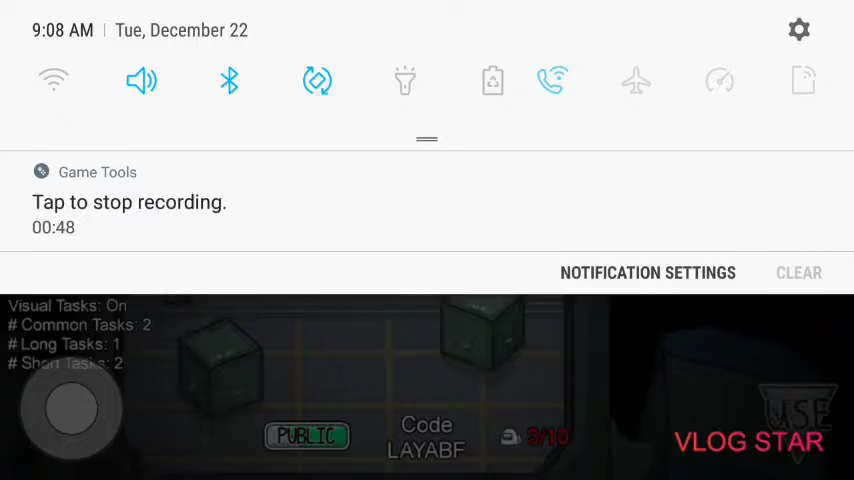 9:08 AM | Tue, December 22
Game Tools
Tap to stop recording.
00:48
NOTIFICATION SETTINGS CLEAR
Visual Tasks: On
# Common Tasks: 2
# Long Tasks: 1
# Short Tasks: 2
USE
PUBLIC
Code
LAYABF
3/10
VLOG STAR